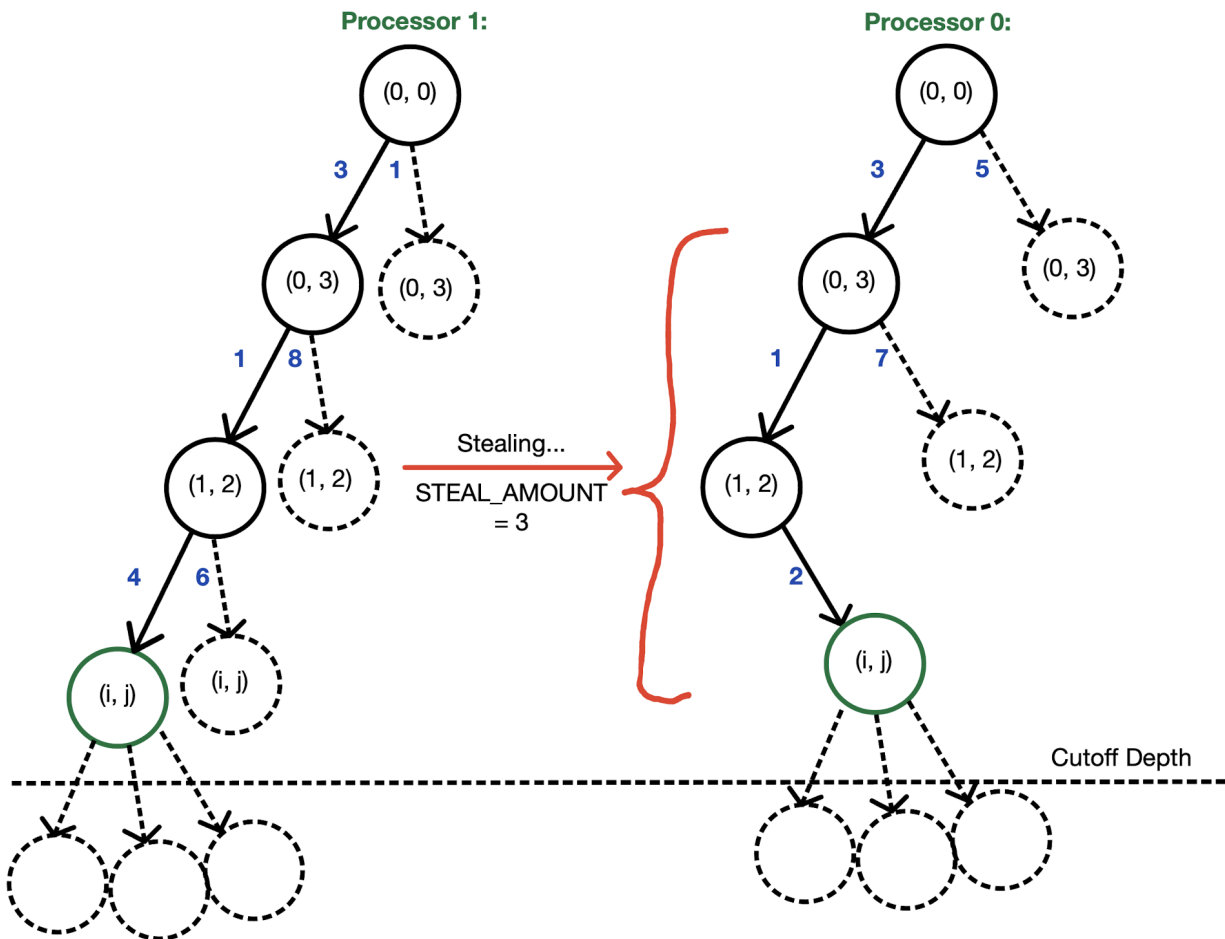 Processor 1:
(0, 0)
3
1
(0, 3)
(0, 3)
1
8
(1, 2)
(1, 2)
4
6
(i, j)
(i, j)
Stealing...
STEAL_AMOUNT
= 3
Processor 0:
(0, 0)
3
5
(0, 3)
(0, 3)
1
7
(1, 2)
(1, 2)
2
(i, j)
Cutoff Depth